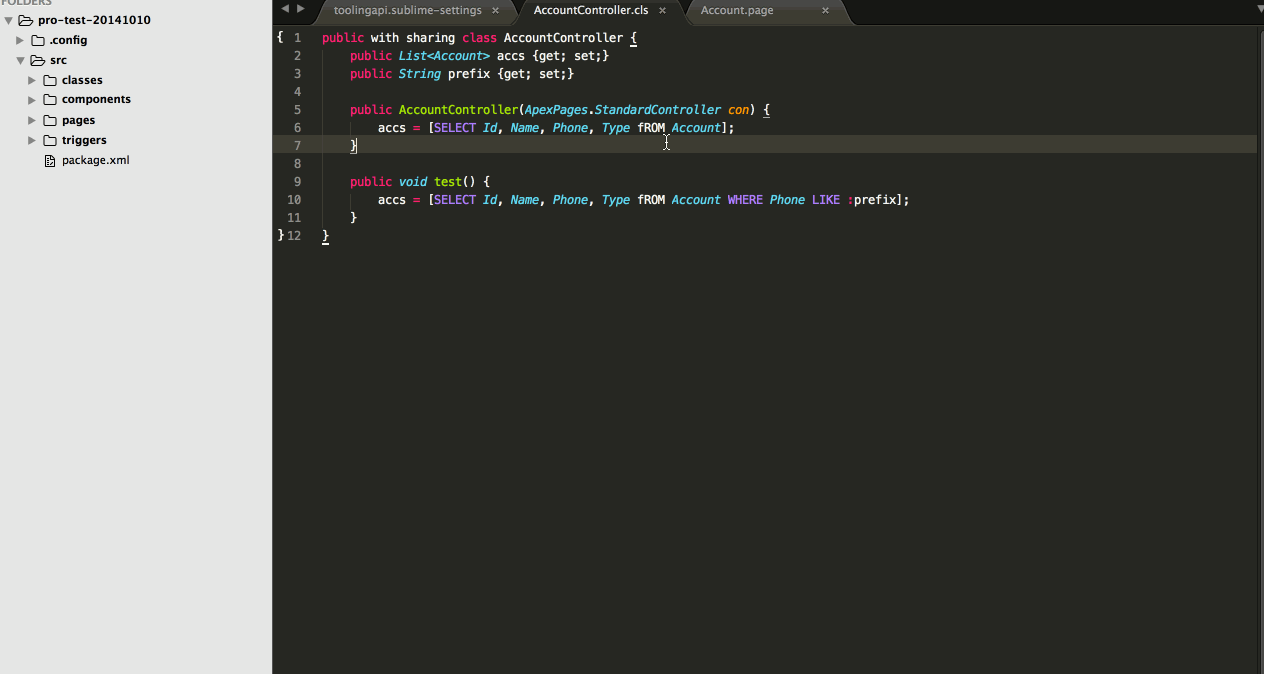 FOLDERS
pro-test-20141010
.config
src
classes
components
pages
triggers
package.xml
toolingapi.sublime-settings × AccountController.cls × Account.page ×
{ 1 public with sharing class AccountController {
2 public List<Account> accs {get; set;}
3 public String prefix {get; set;}
4
5 public AccountController(ApexPages.StandardController con) {
6 accs = [SELECT Id, Name, Phone, Type fROM Account];
7 }
8
9 public void test() {
10 accs = [SELECT Id, Name, Phone, Type fROM Account WHERE Phone LIKE :prefix];
11 }
} 12 }